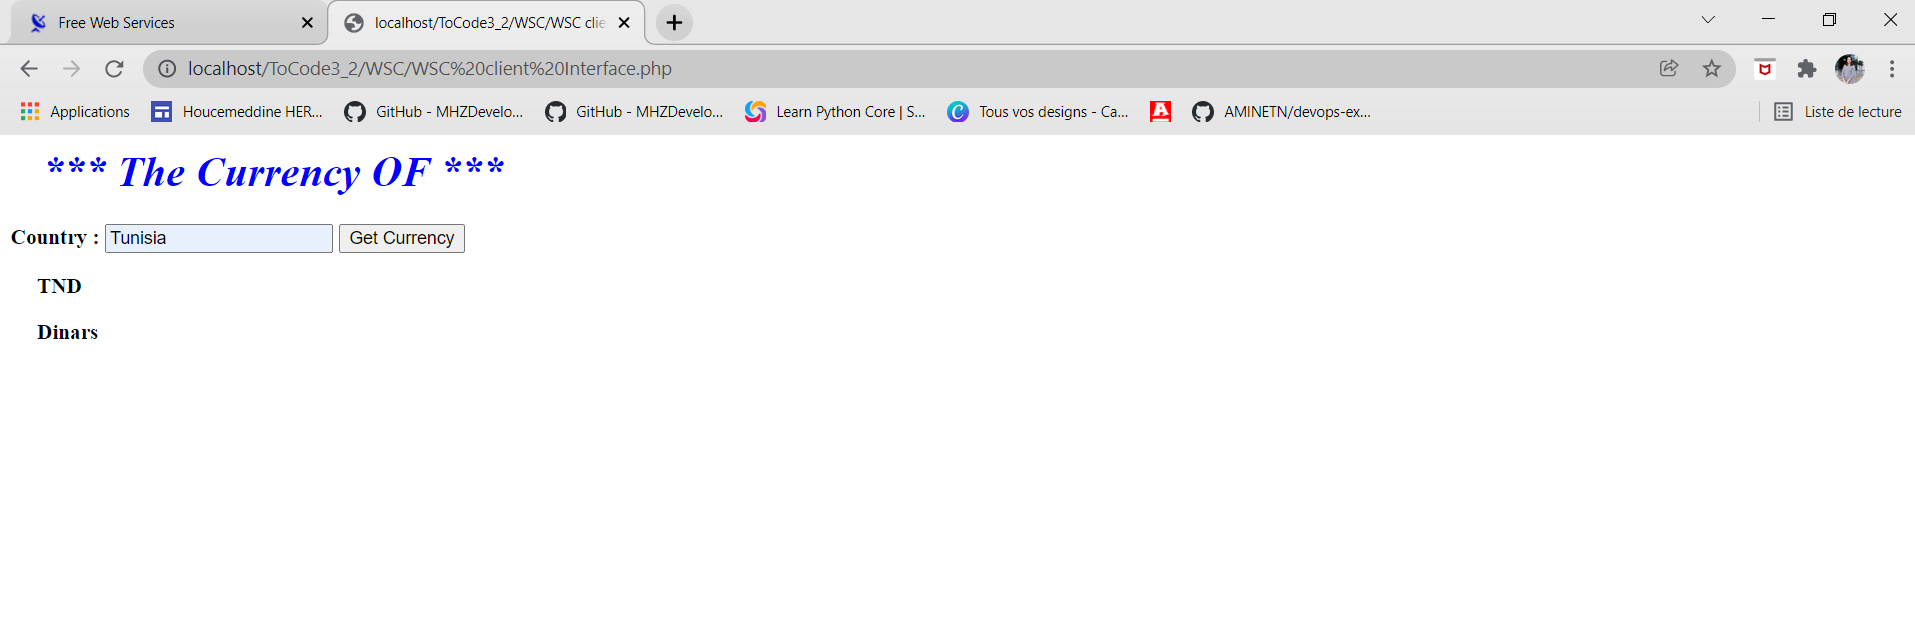 Free Web Services
localhost/ToCode3_2/WSC/WSC clie
localhost/ToCode3_2/WSC/WSC%20client%20Interface.php
Applications Houcemeddine HER... GitHub - MHZDevelo... GitHub - MHZDevelo... Learn Python Core | S... Tous vos designs - Ca... AMINETN/devops-ex... Liste de lecture
*** The Currency OF ***
Country : Tunisia Get Currency
TND
Dinars